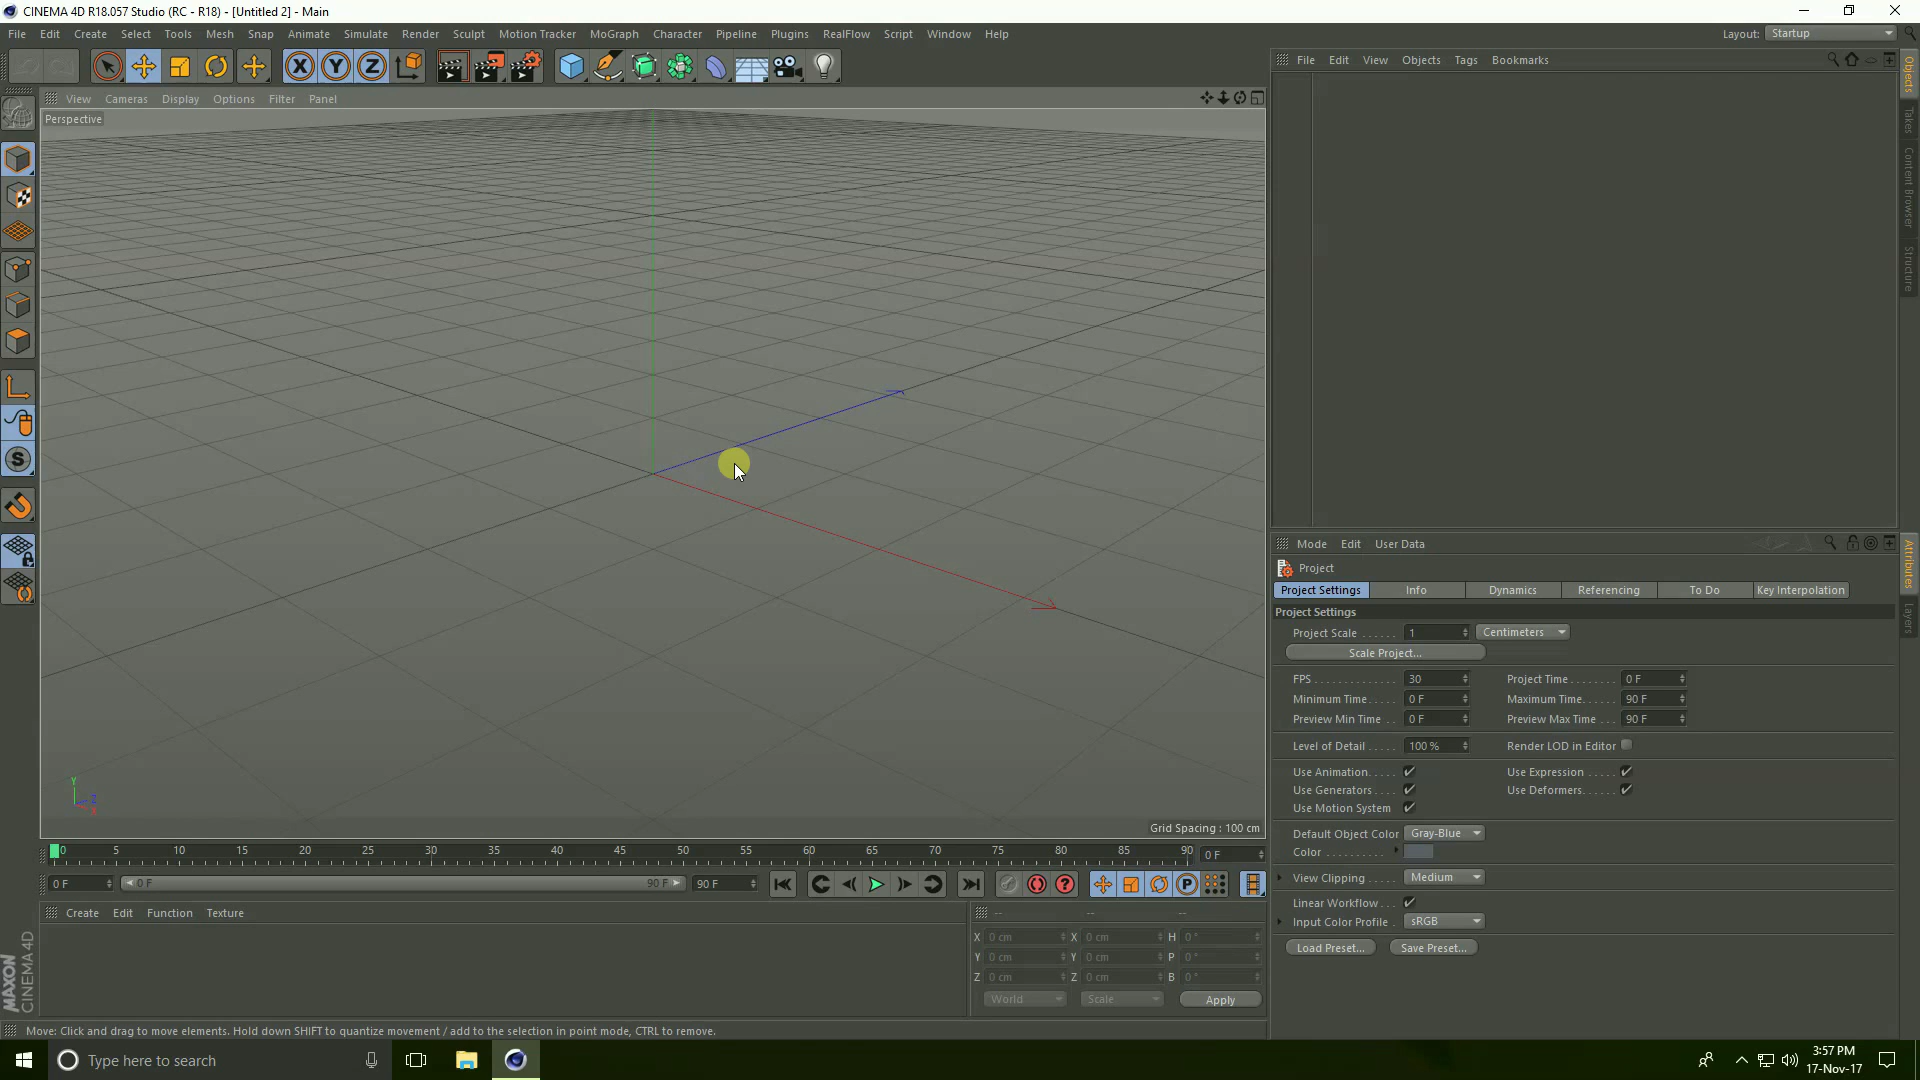 CINEMA 4D R18.057 Studio (RC - R18) - [Untitled 2] - Main
File Edit Create Select Tools Mesh Snap Animate Simulate Render Sculpt Motion Tracker MoGraph Character Pipeline Plugins RealFlow Script Window Help Layout: Startup
X Y Z
File Edit View Objects Tags Bookmarks
View Cameras Display Options Filter Panel
Perspective
Objects
Takes
Content Browser
Structure
Y
Z
X
Grid Spacing : 100 cm
Mode Edit User Data
Project
Project Settings Info Dynamics Referencing To Do Key Interpolation
Project Settings
Project Scale ...... 1 Centimeters
Scale Project...
FPS .............. 30 Project Time ........ 0 F
Minimum Time..... 0 F Maximum Time..... 90 F
Preview Min Time .. 0 F Preview Max Time ... 90 F
Level of Detail ..... 100 % Render LOD in Editor
Use Animation..... Use Expression .....
Use Generators .... Use Deformers......
Use Motion System
Default Object Color Gray-Blue
Color ..........
View Clipping ...... Medium
Linear Workflow ...
Input Color Profile . sRGB
Load Preset... Save Preset...
Attributes
Layers
0 5 10 15 20 25 30 35 40 45 50 55 60 65 70 75 80 85 90 0 F
0 F 0 F 90 F 90 F P
Create Edit Function Texture
-- -- --
X 0 cm X 0 cm H 0 °
Y 0 cm Y 0 cm P 0 °
Z 0 cm Z 0 cm B 0 °
World Scale Apply
MAXON
CINEMA 4D
Move: Click and drag to move elements. Hold down SHIFT to quantize movement / add to the selection in point mode, CTRL to remove.
Type here to search
3:57 PM
17-Nov-17